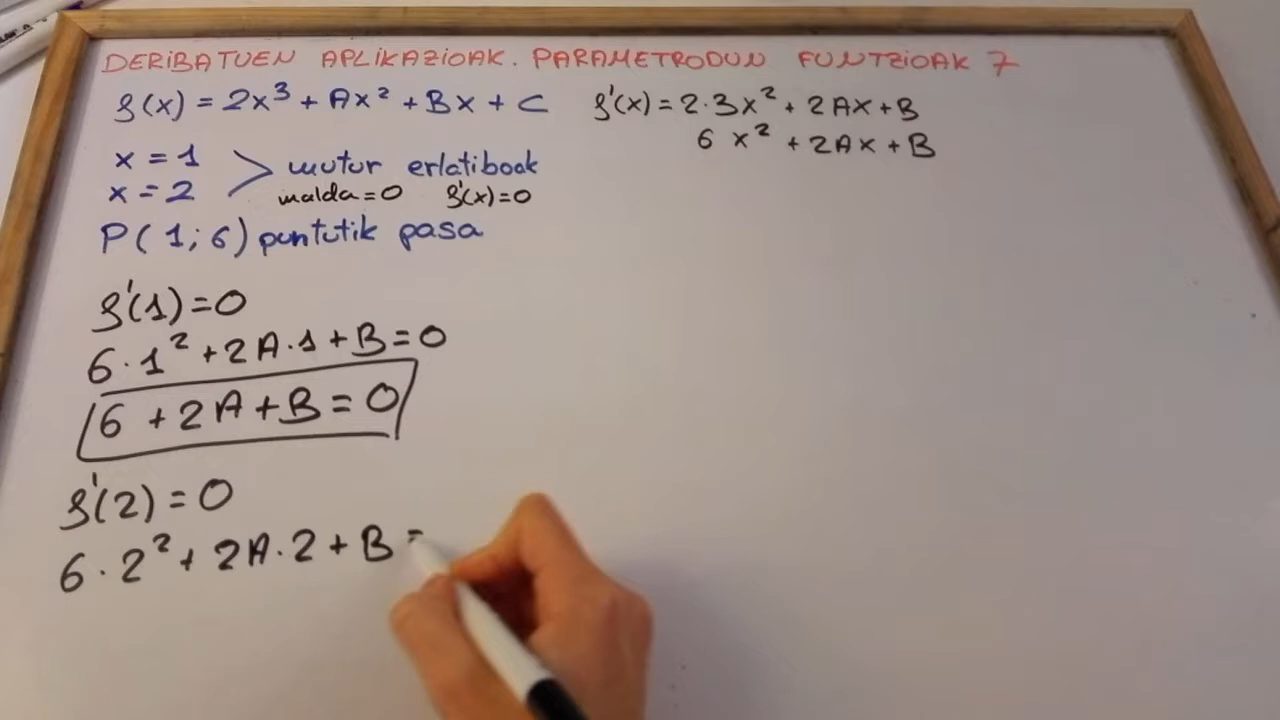 DERIBATUEN APLIKAZIOAK. PARAMETRODUN FUNTZIOAK 7
f(x) = 2x³ + Ax² + Bx + C
f'(x) = 2·3x² + 2Ax + B
6x² + 2Ax + B
x = 1
x = 2
> mutur erlatiboak
malda = 0 f'(x) = 0
P(1; 6) puntutik pasa
f'(1) = 0
6·1² + 2A·1 + B = 0
6 + 2A + B = 0
f'(2) = 0
6·2² + 2A·2 + B =